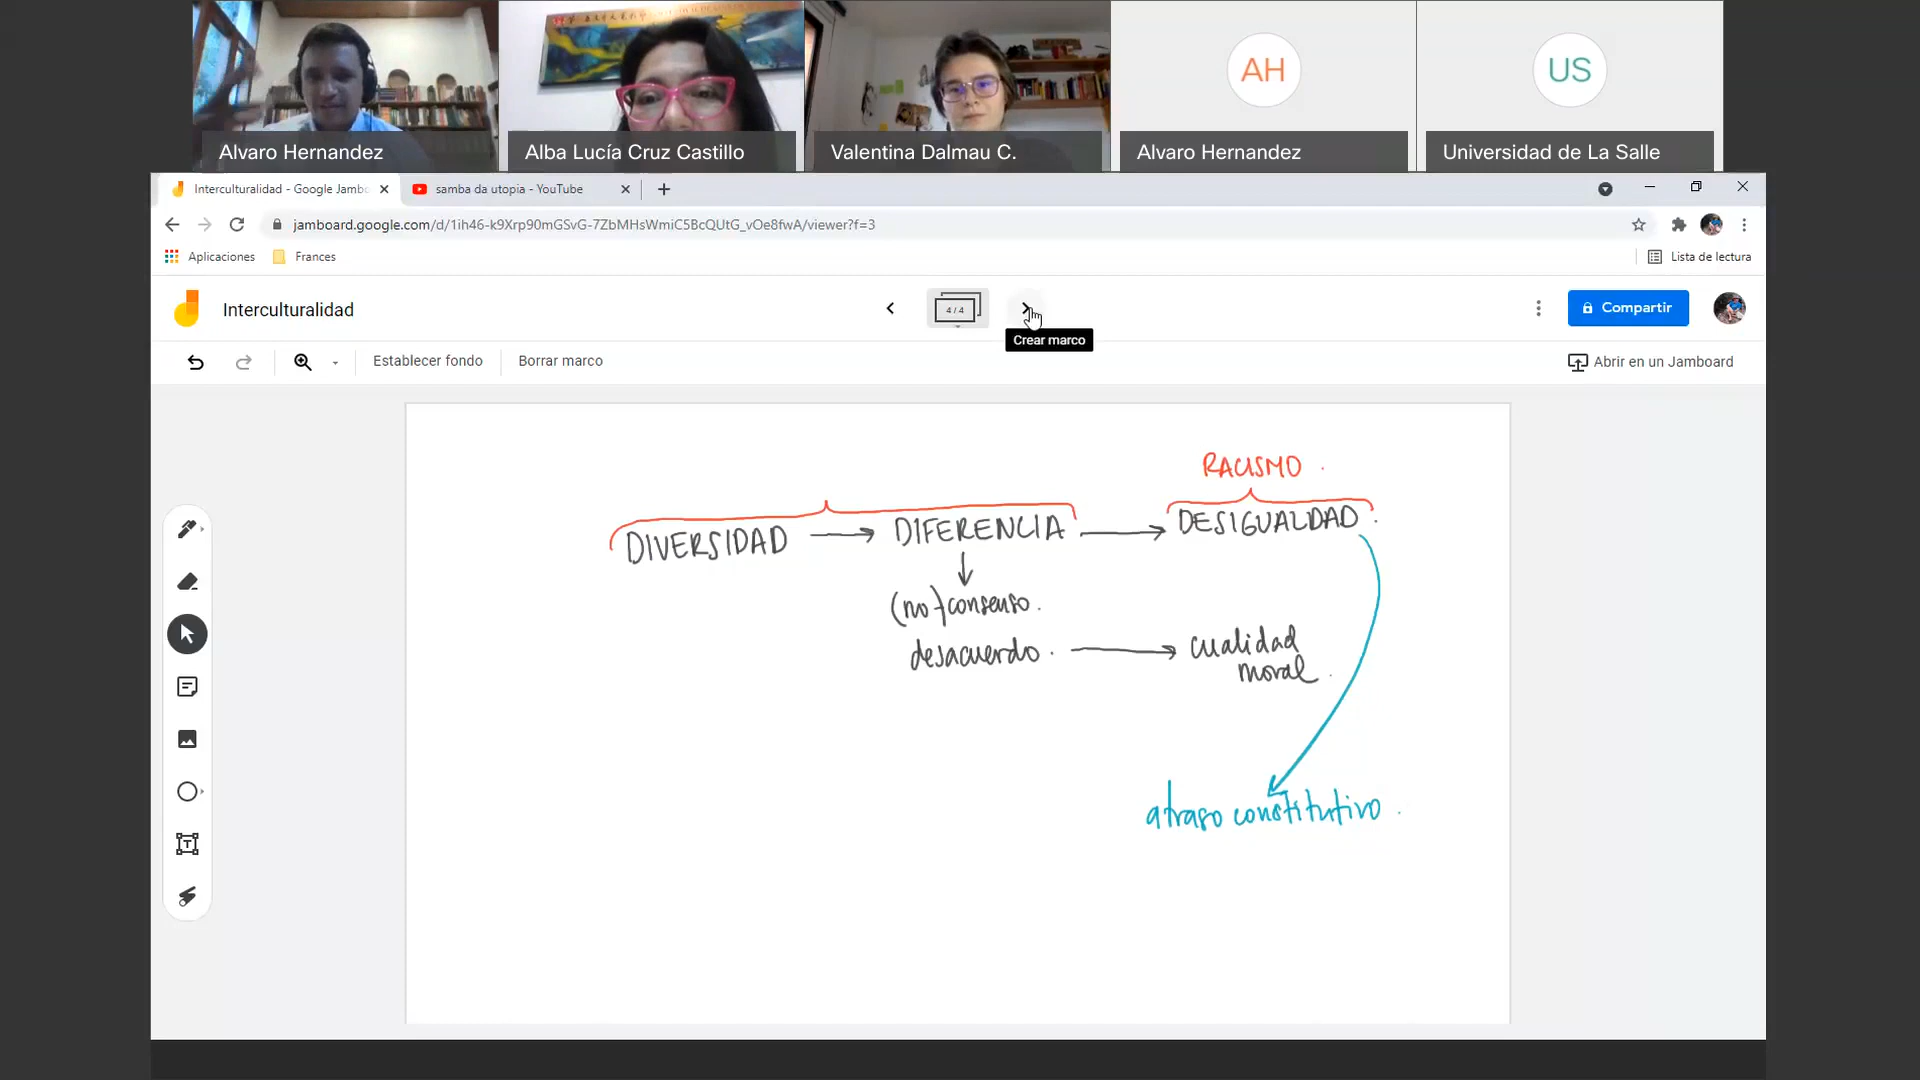 AH
US
Alvaro Hernandez
Alba Lucía Cruz Castillo
Valentina Dalmau C.
Alvaro Hernandez
Universidad de La Salle
Interculturalidad - Google Jambo
samba da utopia - YouTube
jamboard.google.com/d/1ih46-k9Xrp90mGSvG-7ZbMHsWmiC5BcQUtG_vOe8fwA/viewer?f=3
Aplicaciones
Frances
Lista de lectura
Interculturalidad
4 / 4
Compartir
Crear marco
Establecer fondo
Borrar marco
Abrir en un Jamboard
RACISMO .
DIVERSIDAD → DIFERENCIA → DESIGUALDAD .
(no) consenso .
desacuerdo . → cualidad
moral .
atraso constitutivo .